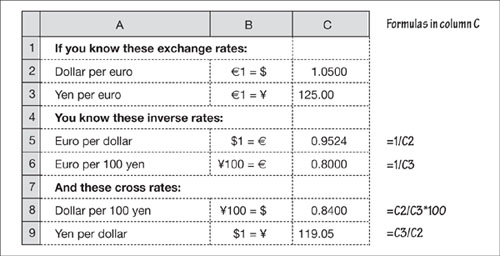 A B C Formulas in column C
1 If you know these exchange rates:
2 Dollar per euro €1 = $ 1.0500
3 Yen per euro €1 = ¥ 125.00
4 You know these inverse rates:
5 Euro per dollar $1 = € 0.9524 =1/C2
6 Euro per 100 yen ¥100 = € 0.8000 =1/C3
7 And these cross rates:
8 Dollar per 100 yen ¥100 = $ 0.8400 =C2/C3*100
9 Yen per dollar $1 = ¥ 119.05 =C3/C2